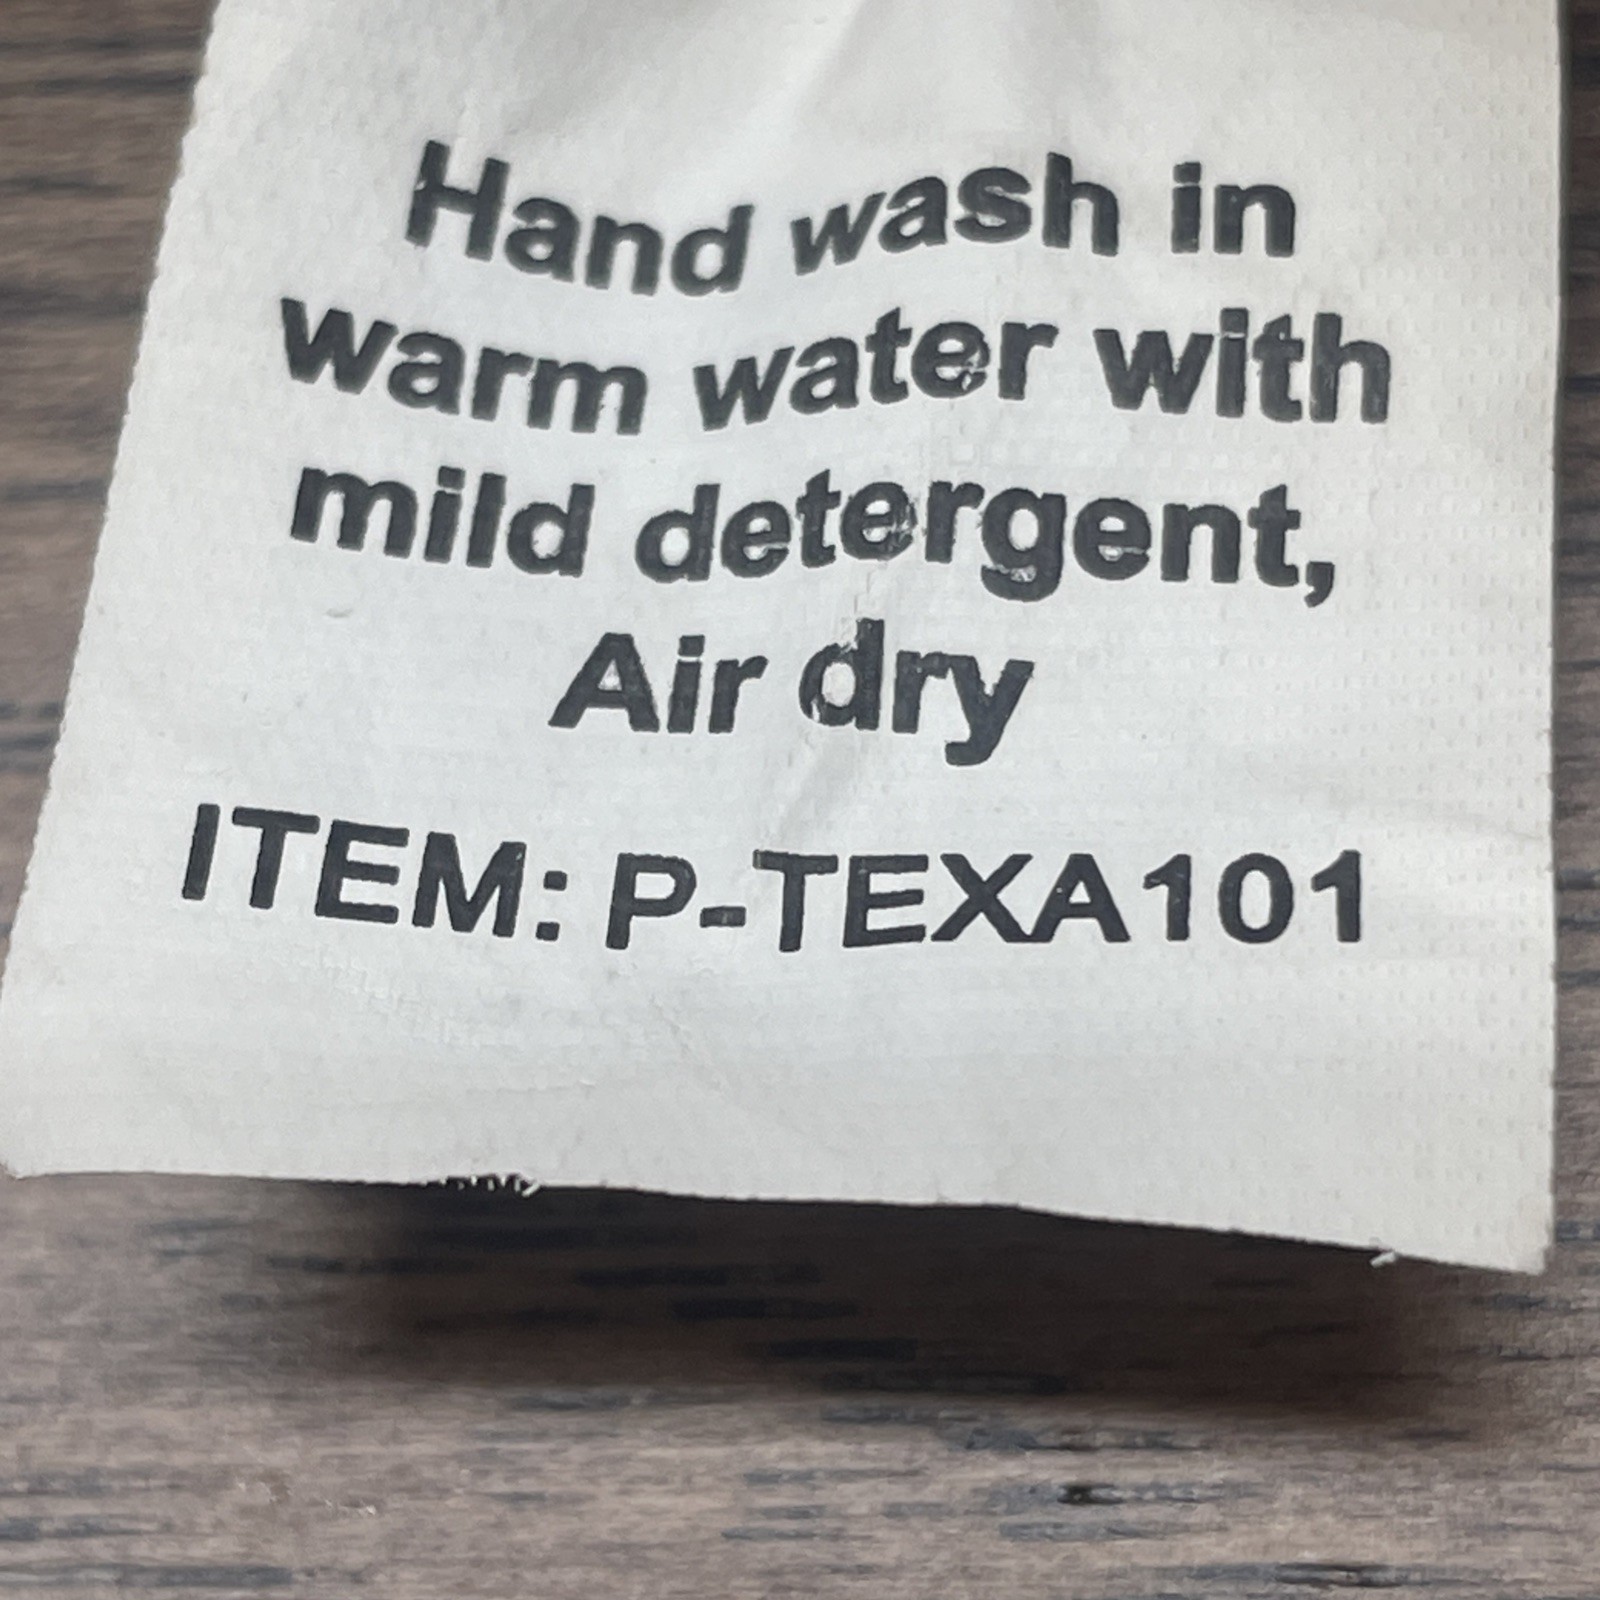 Hand wash in
warm water with
mild detergent,
Air dry
ITEM: P-TEXA101